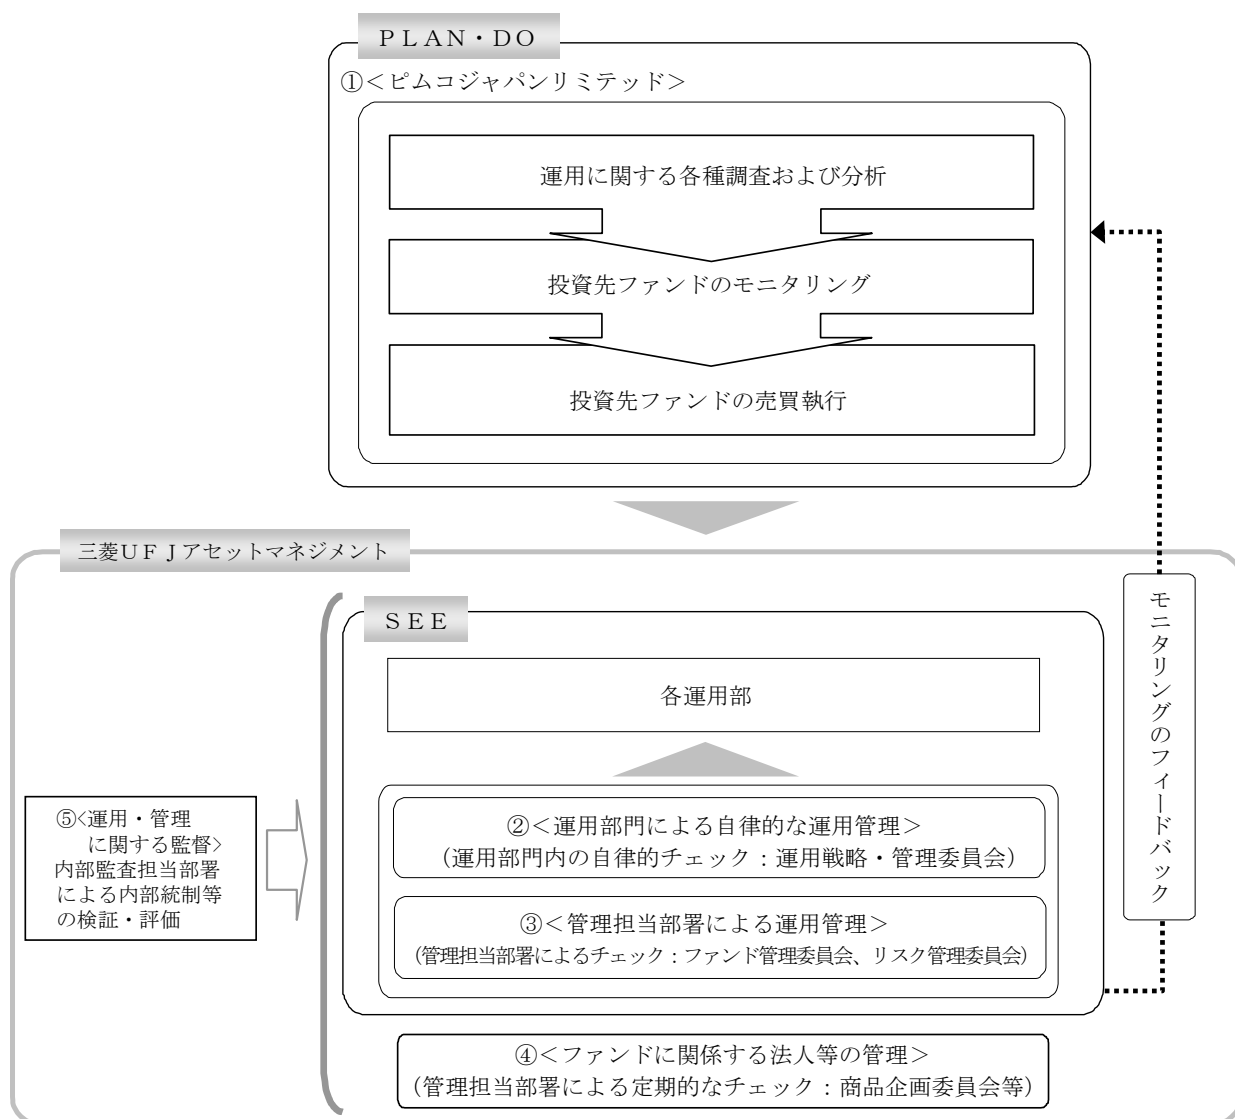 ＰＬＡＮ・ＤＯ
①＜ピムコジャパンリミテッド＞
運用に関する各種調査および分析
投資先ファンドのモニタリング
投資先ファンドの売買執行
三菱ＵＦＪアセットマネジメント
ＳＥＥ
各運用部
②＜運用部門による自律的な運用管理＞
（運用部門内の自律的チェック：運用戦略・管理委員会）
③＜管理担当部署による運用管理＞
（管理担当部署によるチェック：ファンド管理委員会、リスク管理委員会）
④＜ファンドに関係する法人等の管理＞
（管理担当部署による定期的なチェック：商品企画委員会等）
⑤<運用・管理
に関する監督>
内部監査担当部署
による内部統制等
の検証・評価
モニタリングのフィードバック